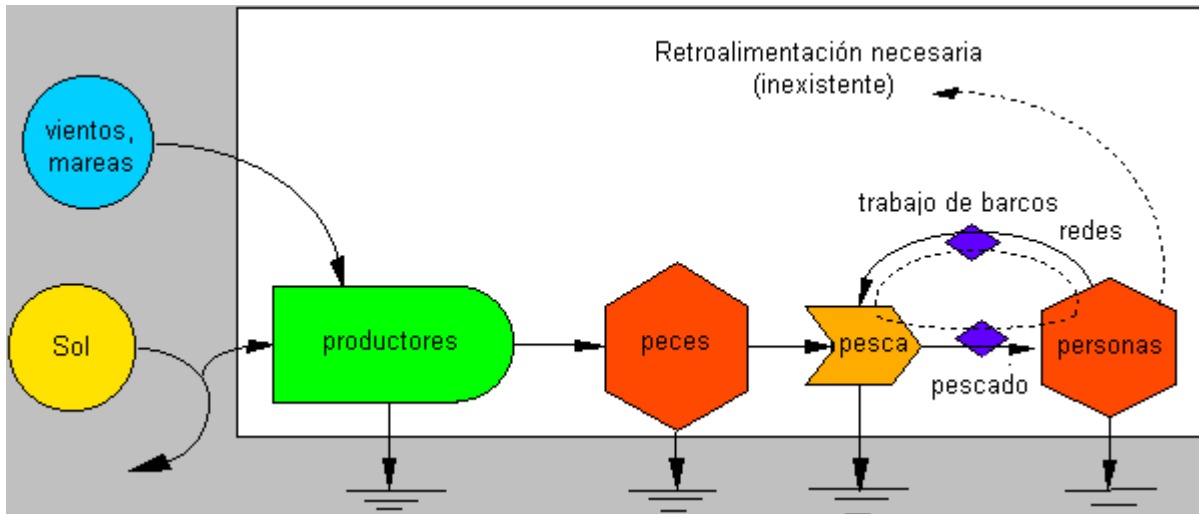 Retroalimentación necesaria
(inexistente)
vientos,
mareas
trabajo de barcos
redes
Sol
productores
peces
pesca
personas
pescado